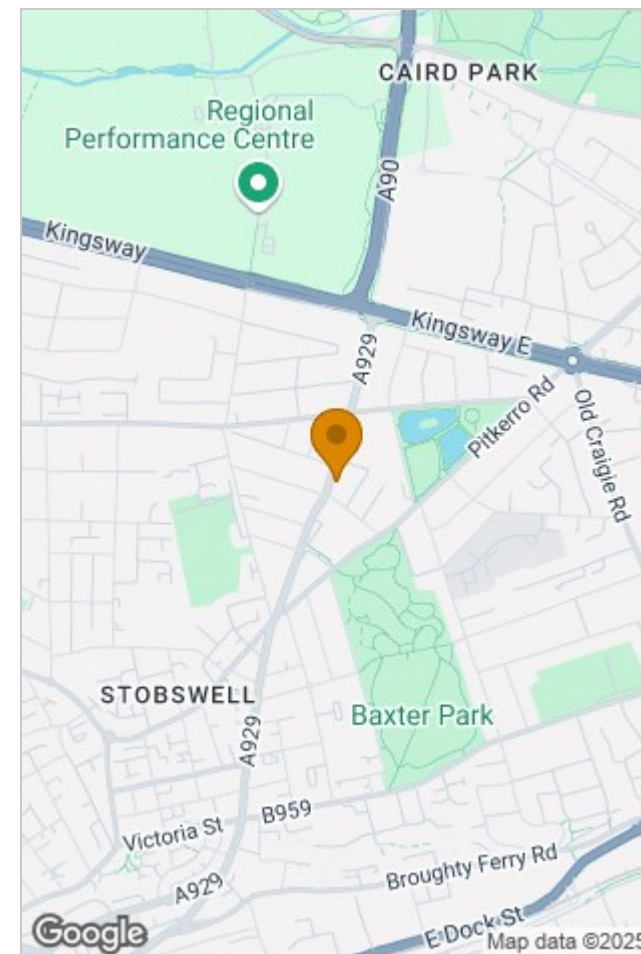 CAIRD PARK
Regional
Performance Centre
A90
Kingsway
Kingsway E
A929
Pitkerro Rd
Old Craigie Rd
STOBSWELL
Baxter Park
A929
B959
Victoria St
Broughty Ferry Rd
A929
E Dock St
Google
Map data ©2025